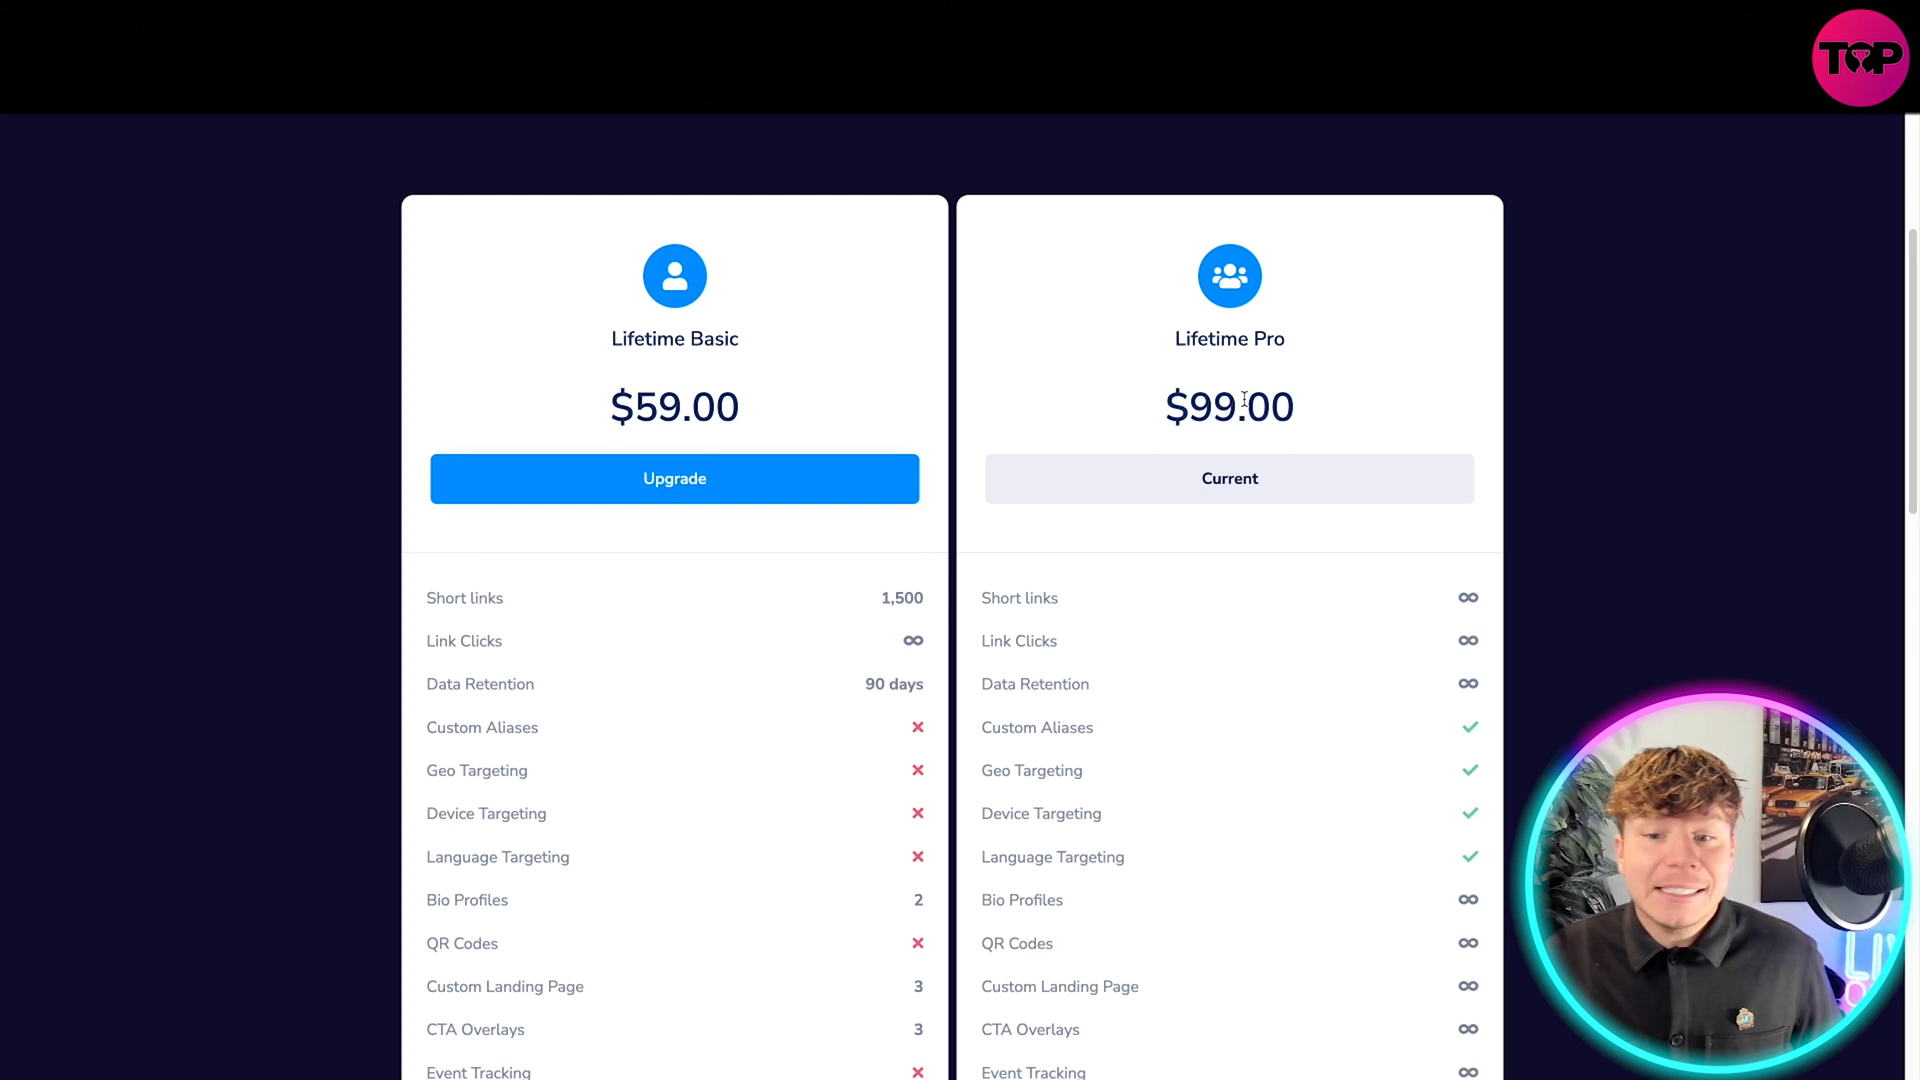 TOP
Lifetime Basic
$59.00
Upgrade
Short links 1,500
Link Clicks ∞
Data Retention 90 days
Custom Aliases ×
Geo Targeting ×
Device Targeting ×
Language Targeting ×
Bio Profiles 2
QR Codes ×
Custom Landing Page 3
CTA Overlays 3
Event Tracking ×
Lifetime Pro
$99.00
Current
Short links ∞
Link Clicks ∞
Data Retention ∞
Custom Aliases ✓
Geo Targeting ✓
Device Targeting ✓
Language Targeting ✓
Bio Profiles ∞
QR Codes ∞
Custom Landing Page ∞
CTA Overlays ∞
Event Tracking ∞